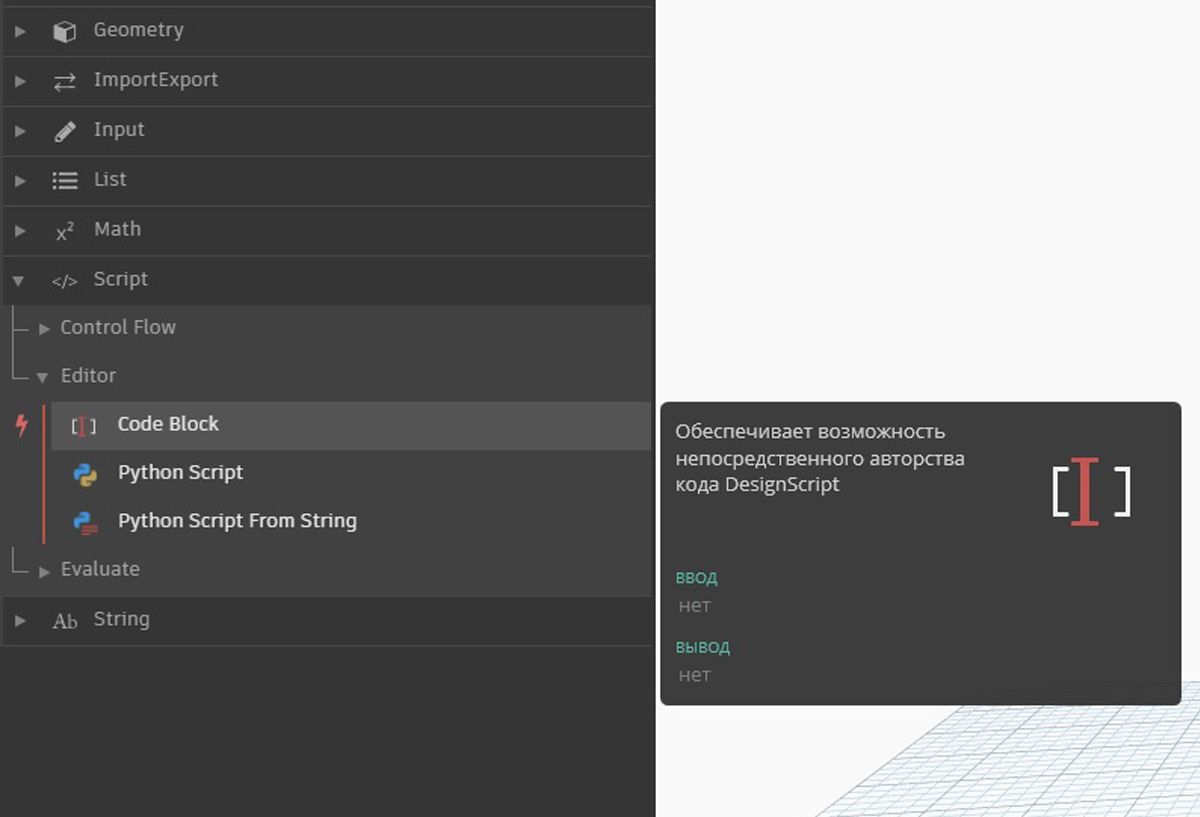 Geometry
ImportExport
Input
List
x² Math
</> Script
Control Flow
Editor
Code Block
Python Script
Python Script From String
Evaluate
Ab String
Обеспечивает возможность
непосредственного авторства
кода DesignScript
ВВОД
нет
ВЫВОД
нет